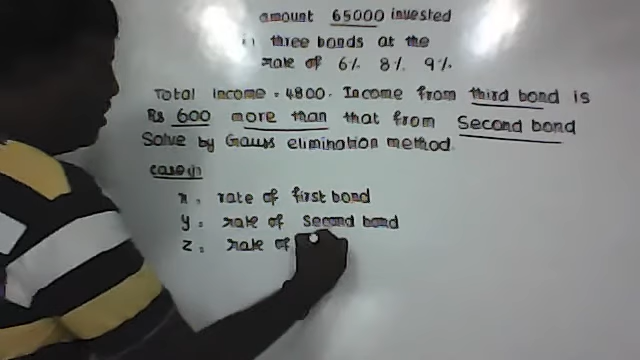 amount 65000 invested
in three bonds at the
rate of 6% 8% 9%
Total income = 4800. Income from third bond is
Rs 600 more than that from Second bond
Solve by Gauss elimination method.
case (i)
x = rate of first bond
y = rate of second bond
z = rate of